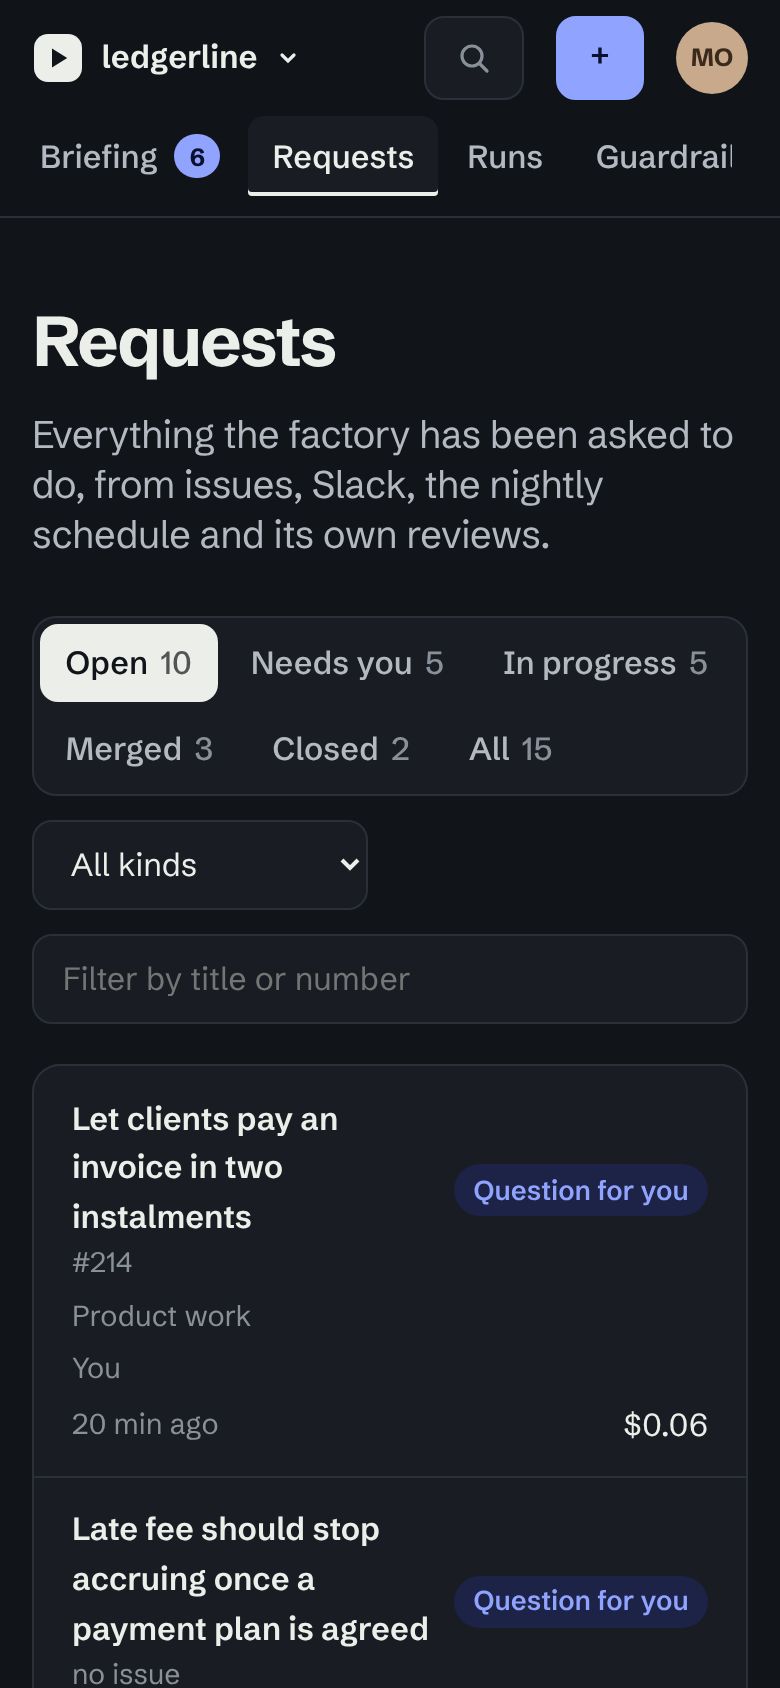 ledgerline
+
MO
Briefing 6
Requests
Runs
Guardrail
Requests
Everything the factory has been asked to
do, from issues, Slack, the nightly
schedule and its own reviews.
Open 10
Needs you 5
In progress 5
Merged 3
Closed 2
All 15
All kinds
Filter by title or number
Let clients pay an
invoice in two
instalments
Question for you
#214
Product work
You
20 min ago
$0.06
Late fee should stop
accruing once a
payment plan is agreed
Question for you
no issue